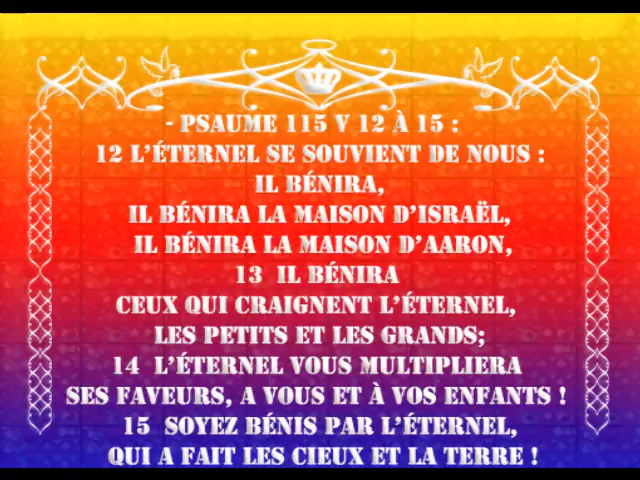 - PSAUME 115 V 12 À 15 :
12 L'ÉTERNEL SE SOUVIENT DE NOUS :
IL BÉNIRA,
IL BÉNIRA LA MAISON D'ISRAËL,
IL BÉNIRA LA MAISON D'AARON,
13 IL BÉNIRA
CEUX QUI CRAIGNENT L'ÉTERNEL,
LES PETITS ET LES GRANDS;
14 L'ÉTERNEL VOUS MULTIPLIERA
SES FAVEURS, A VOUS ET À VOS ENFANTS !
15 SOYEZ BÉNIS PAR L'ÉTERNEL,
QUI A FAIT LES CIEUX ET LA TERRE !